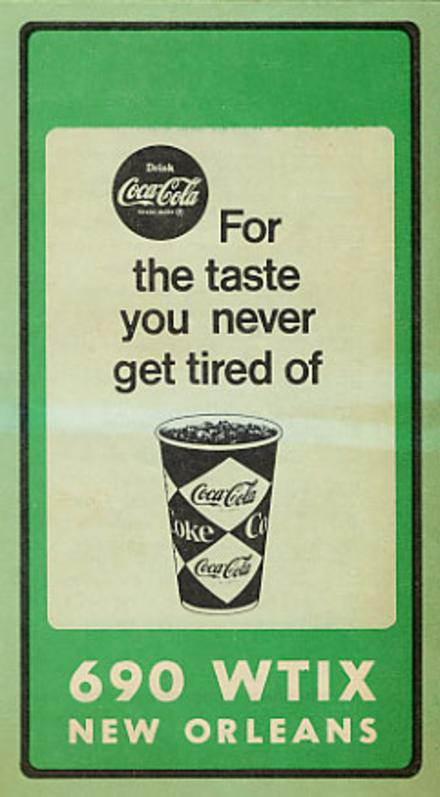 Drink
Coca-Cola
For
the taste
you never
get tired of
Coca-Cola
Coke Co
Coca-Cola
690 WTIX
NEW ORLEANS